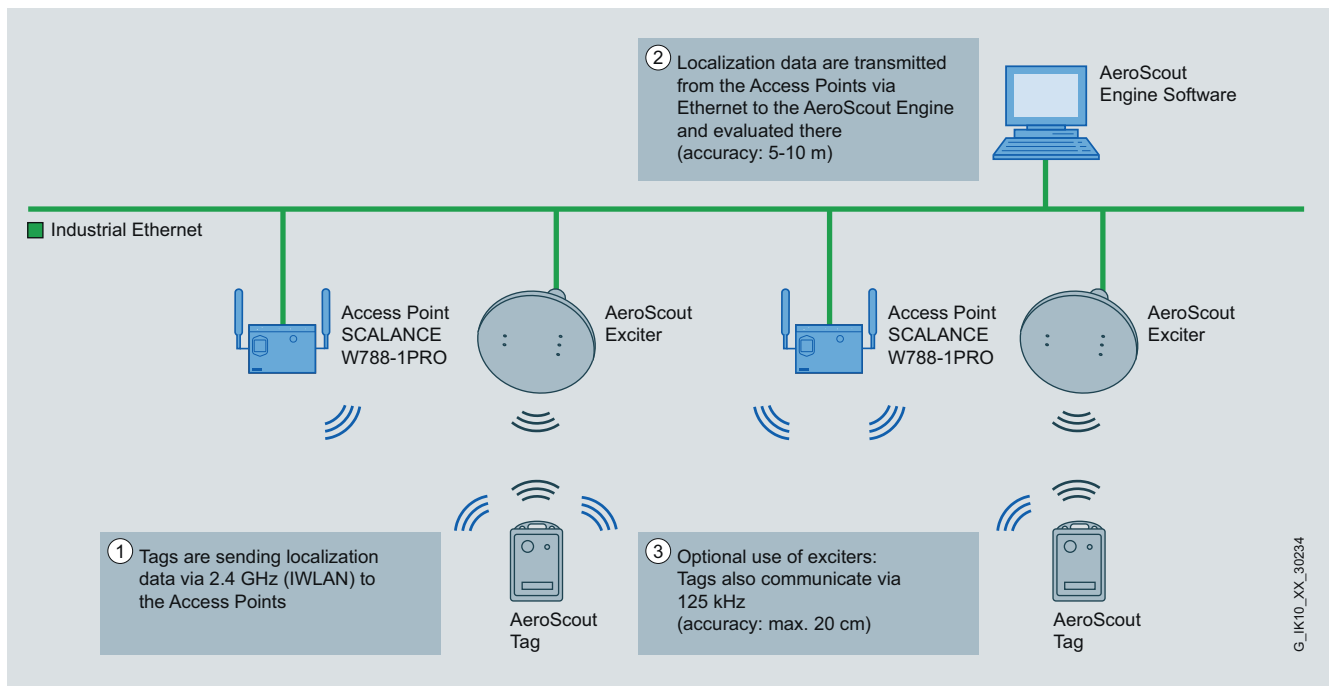 2 Localization data are transmitted
from the Access Points via
Ethernet to the AeroScout Engine
and evaluated there
(accuracy: 5-10 m)
AeroScout
Engine Software
Industrial Ethernet
Access Point
SCALANCE
W788-1PRO
AeroScout
Exciter
Access Point
SCALANCE
W788-1PRO
AeroScout
Exciter
1 Tags are sending localization
data via 2.4 GHz (IWLAN) to
the Access Points
AeroScout
Tag
3 Optional use of exciters:
Tags also communicate via
125 kHz
(accuracy: max. 20 cm)
AeroScout
Tag
G_IK10_XX_30234